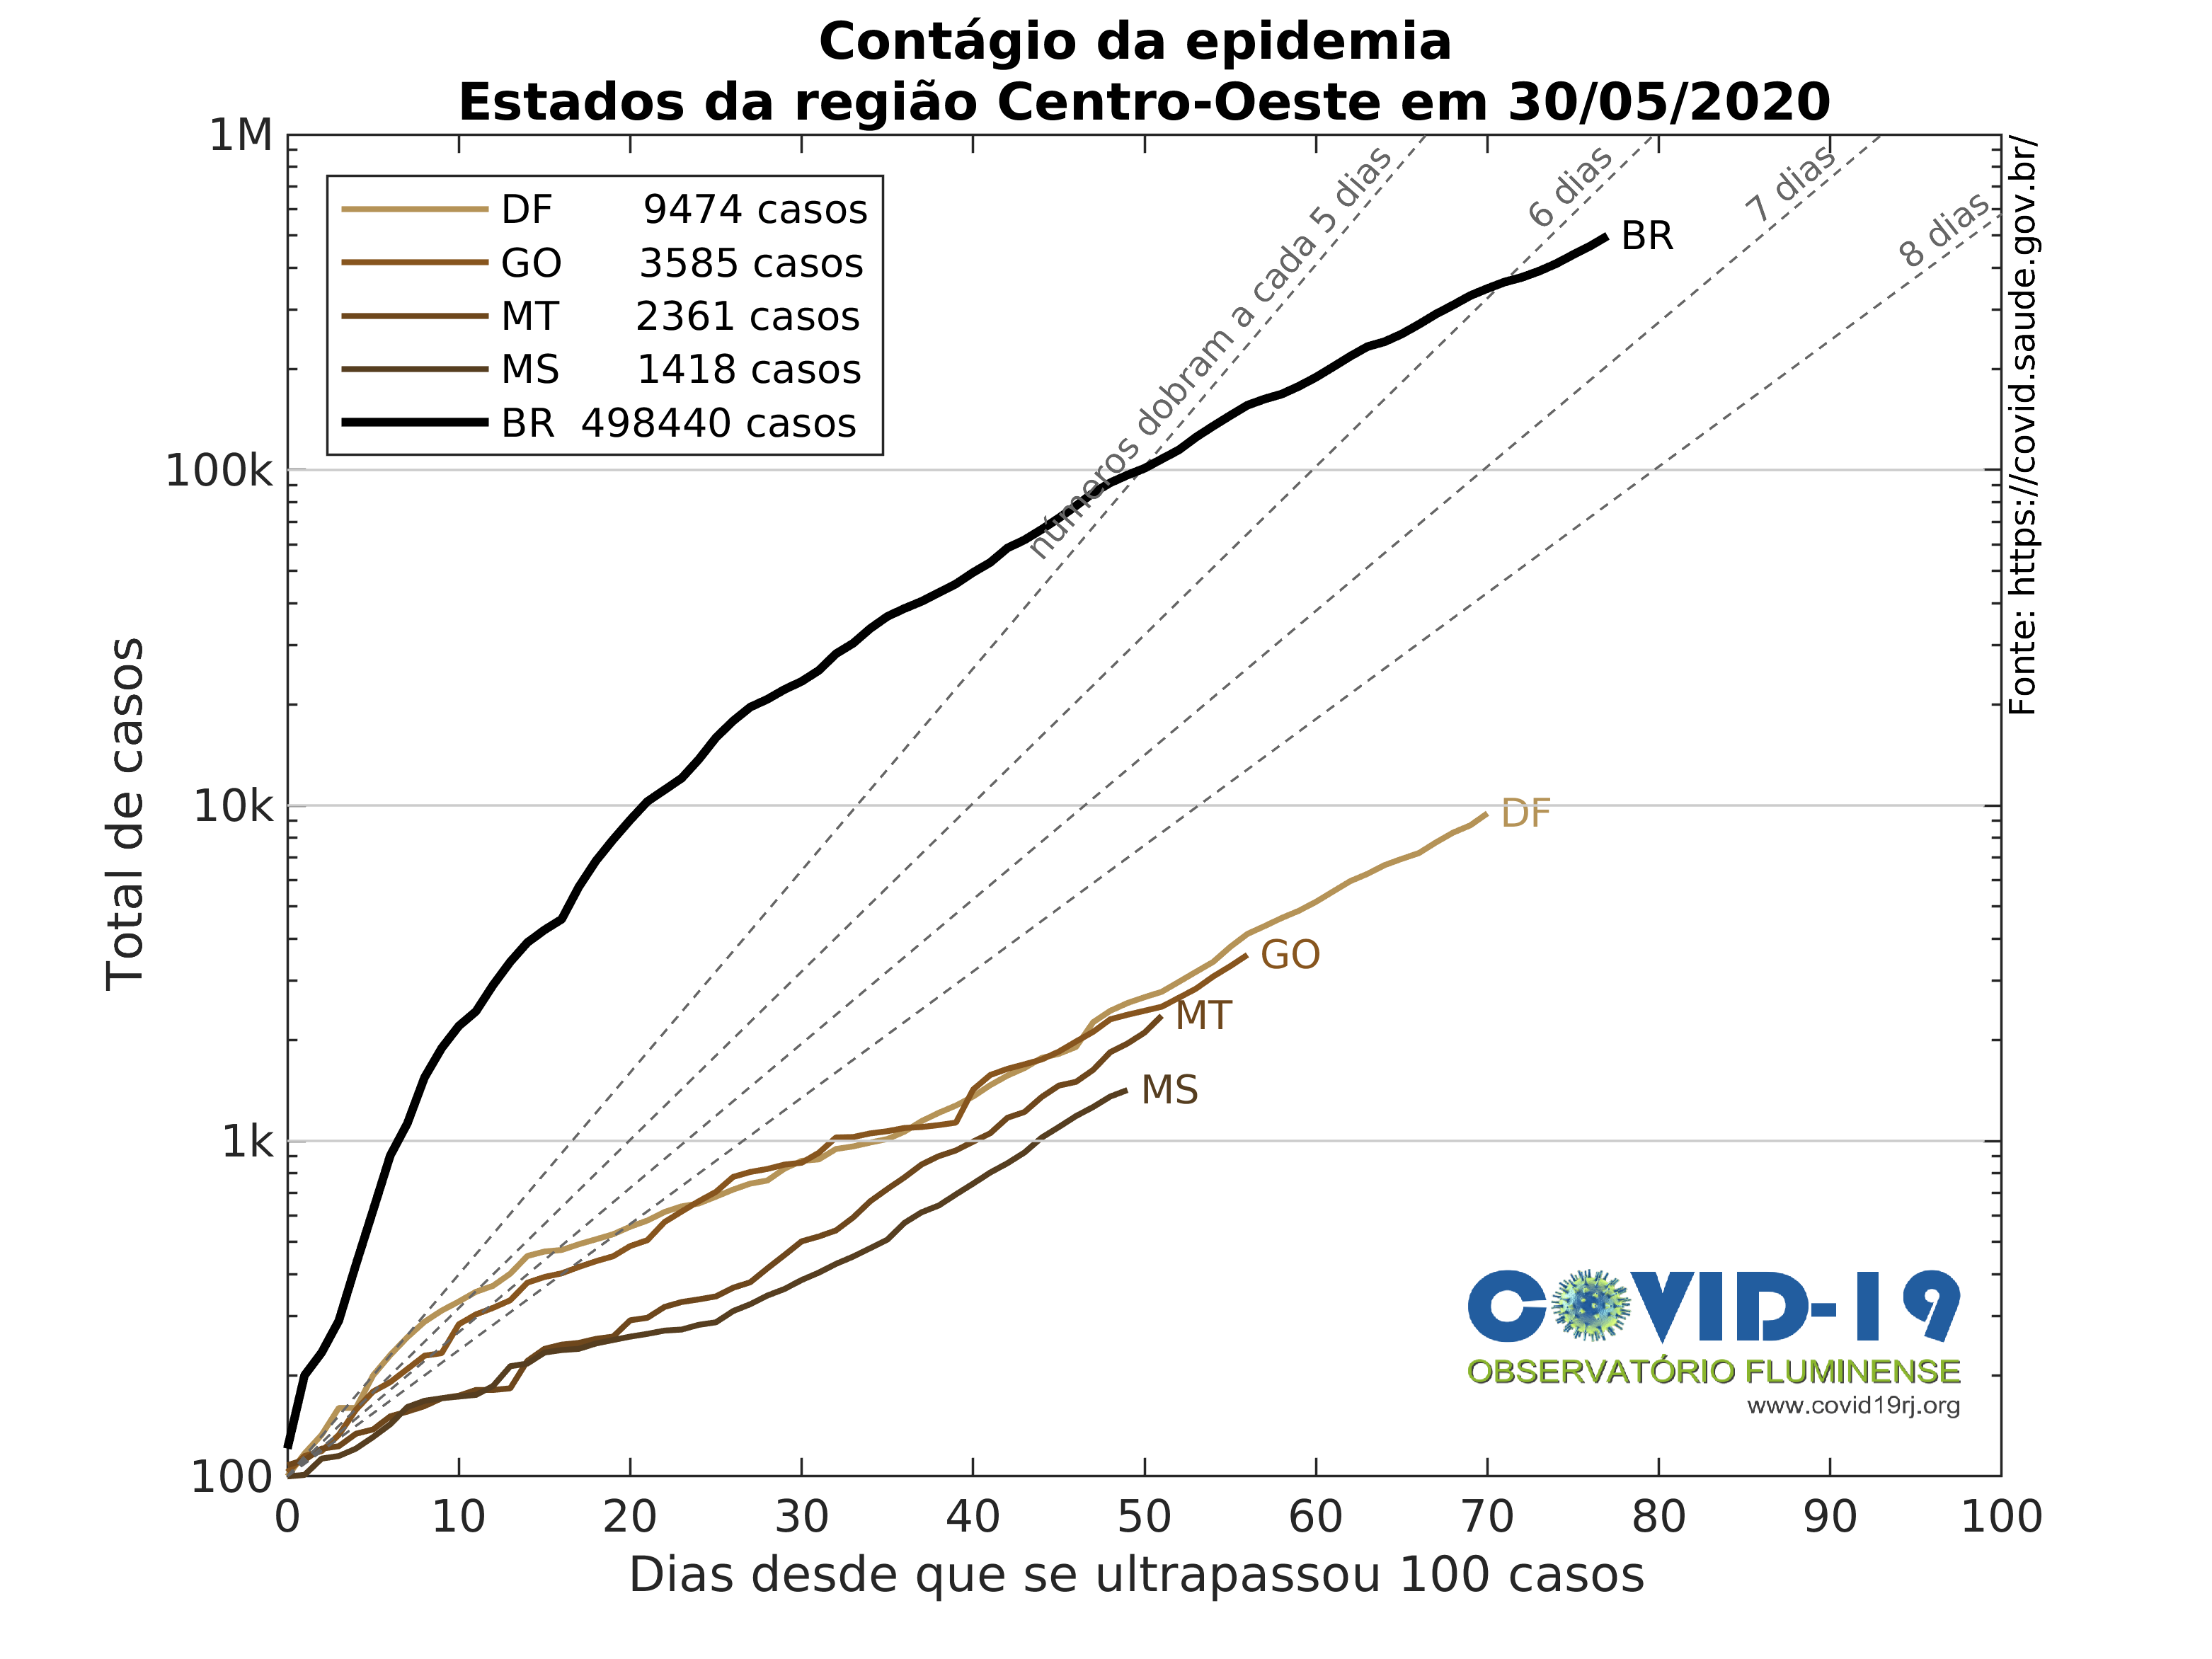 Contágio da epidemia
Estados da região Centro-Oeste em 30/05/2020
1M
100k
10k
1k
100
Total de casos
DF 9474 casos
GO 3585 casos
MT 2361 casos
MS 1418 casos
BR 498440 casos
números dobram a cada 5 dias
6 dias
7 dias
8 dias
BR
DF
GO
MT
MS
Fonte: https://covid.saude.gov.br/
COVID-19
OBSERVATÓRIO FLUMINENSE
www.covid19rj.org
0 10 20 30 40 50 60 70 80 90 100
Dias desde que se ultrapassou 100 casos